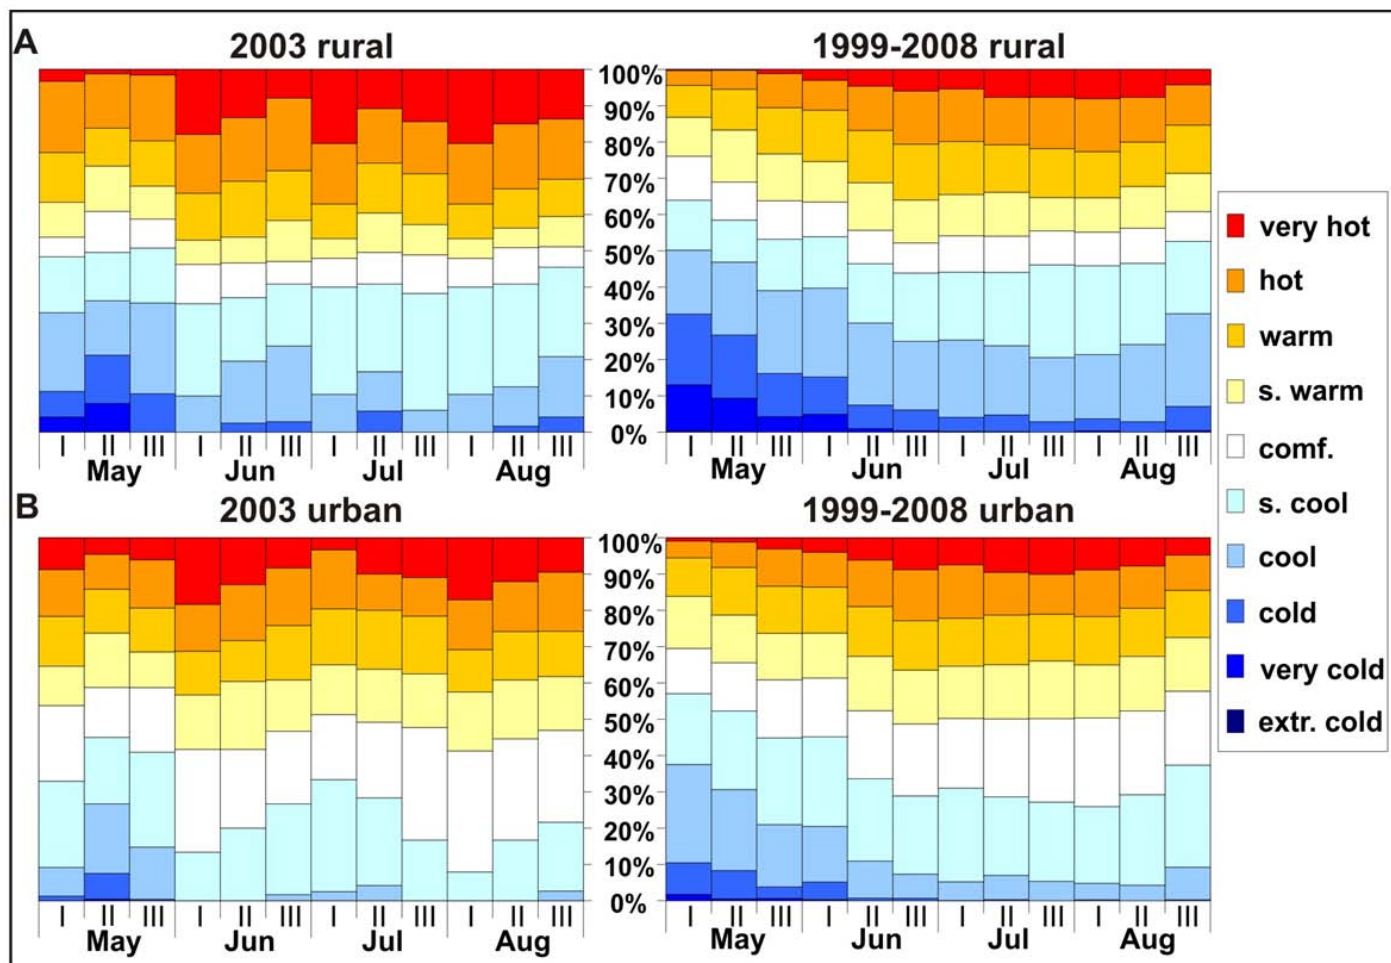 A
2003 rural
1999-2008 rural
100%
90%
80%
70%
60%
50%
40%
30%
20%
10%
0%
I II III I II III I II III I II III
May Jun Jul Aug
I II III I II III I II III I II III
May Jun Jul Aug
B
2003 urban
1999-2008 urban
100%
90%
80%
70%
60%
50%
40%
30%
20%
10%
0%
I II III I II III I II III I II III
May Jun Jul Aug
I II III I II III I II III I II III
May Jun Jul Aug
very hot
hot
warm
s. warm
comf.
s. cool
cool
cold
very cold
extr. cold